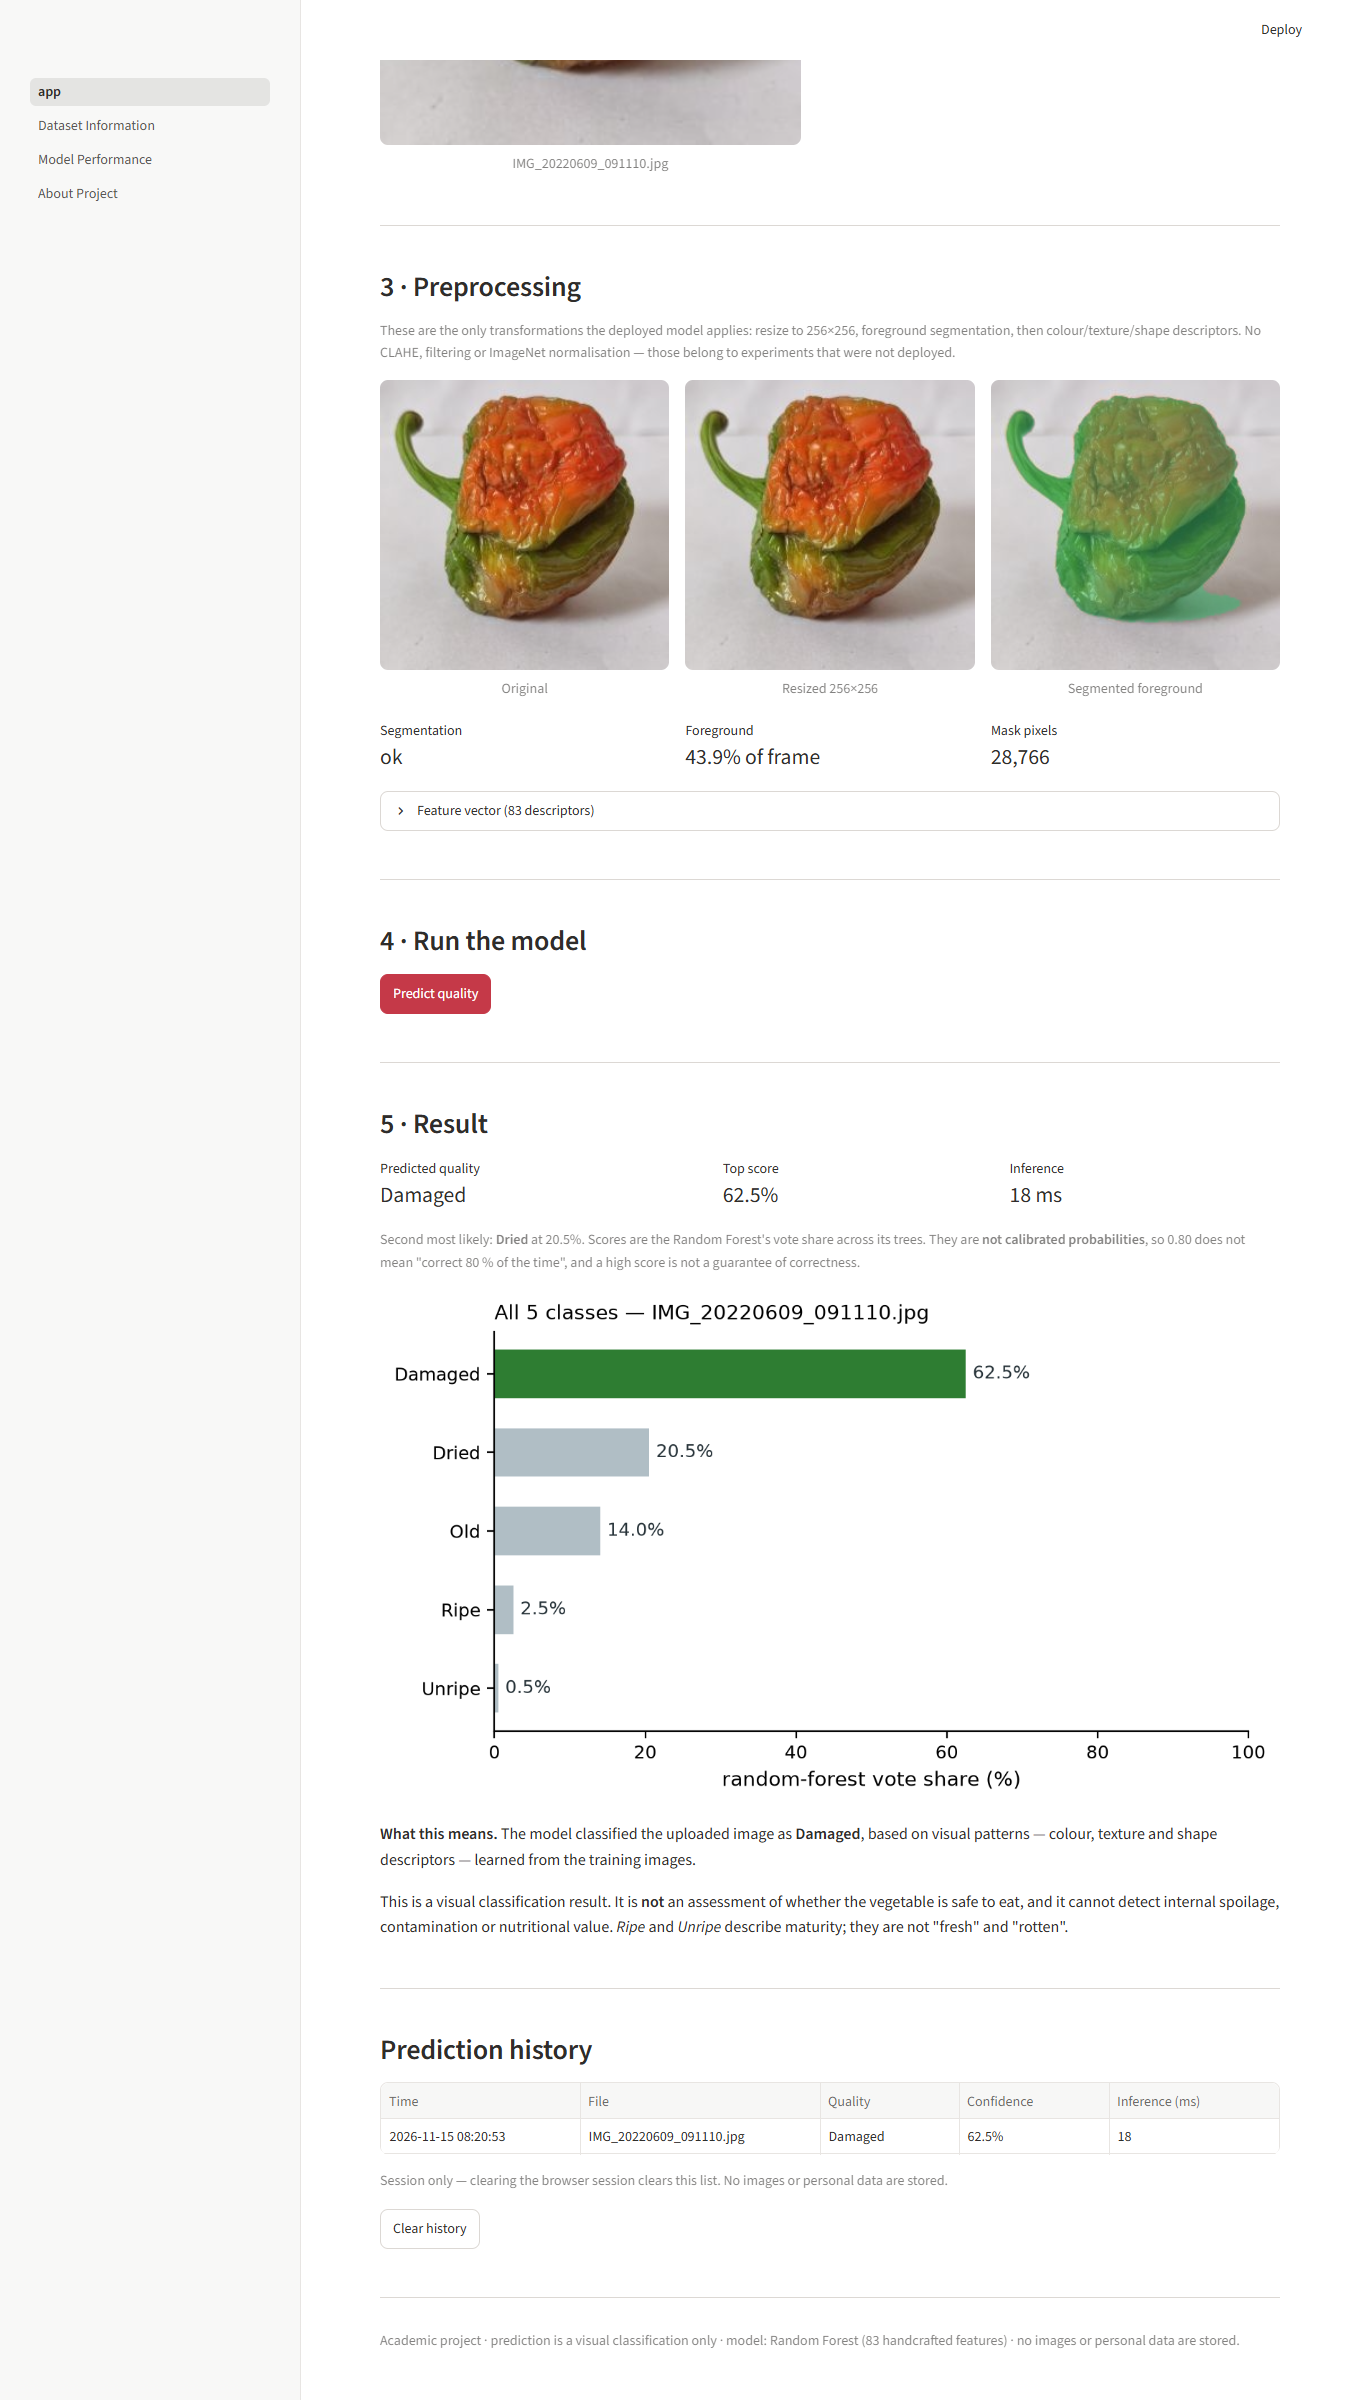 Deploy
app
Dataset Information
Model Performance
About Project
IMG_20220609_091110.jpg
3 · Preprocessing
These are the only transformations the deployed model applies: resize to 256×256, foreground segmentation, then colour/texture/shape descriptors. No
CLAHE, filtering or ImageNet normalisation — those belong to experiments that were not deployed.
Original
Resized 256×256
Segmented foreground
Segmentation
ok
Foreground
43.9% of frame
Mask pixels
28,766
Feature vector (83 descriptors)
4 · Run the model
Predict quality
5 · Result
Predicted quality
Damaged
Top score
62.5%
Inference
18 ms
Second most likely: Dried at 20.5%. Scores are the Random Forest's vote share across its trees. They are not calibrated probabilities, so 0.80 does not
mean "correct 80 % of the time", and a high score is not a guarantee of correctness.
All 5 classes — IMG_20220609_091110.jpg
Damaged 62.5%
Dried 20.5%
Old 14.0%
Ripe 2.5%
Unripe 0.5%
0 20 40 60 80 100
random-forest vote share (%)
What this means. The model classified the uploaded image as Damaged, based on visual patterns — colour, texture and shape
descriptors — learned from the training images.
This is a visual classification result. It is not an assessment of whether the vegetable is safe to eat, and it cannot detect internal spoilage,
contamination or nutritional value. Ripe and Unripe describe maturity; they are not "fresh" and "rotten".
Prediction history
Time File Quality Confidence Inference (ms)
2026-11-15 08:20:53 IMG_20220609_091110.jpg Damaged 62.5% 18
Session only — clearing the browser session clears this list. No images or personal data are stored.
Clear history
Academic project · prediction is a visual classification only · model: Random Forest (83 handcrafted features) · no images or personal data are stored.